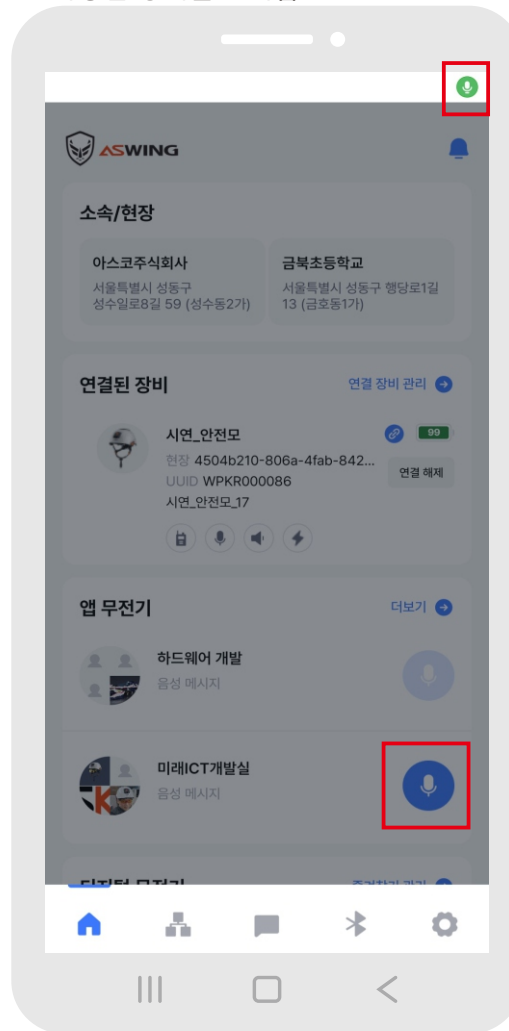 ASWING
소속/현장
아스코주식회사
서울특별시 성동구
성수일로8길 59 (성수동2가)
금북초등학교
서울특별시 성동구 행당로1길
13 (금호동1가)
연결된 장비
연결 장비 관리
시연_안전모
99
현장 4504b210-806a-4fab-842...
연결 해제
UUID WPKR000086
시연_안전모_17
앱 무전기
더보기
하드웨어 개발
음성 메시지
미래ICT개발실
음성 메시지